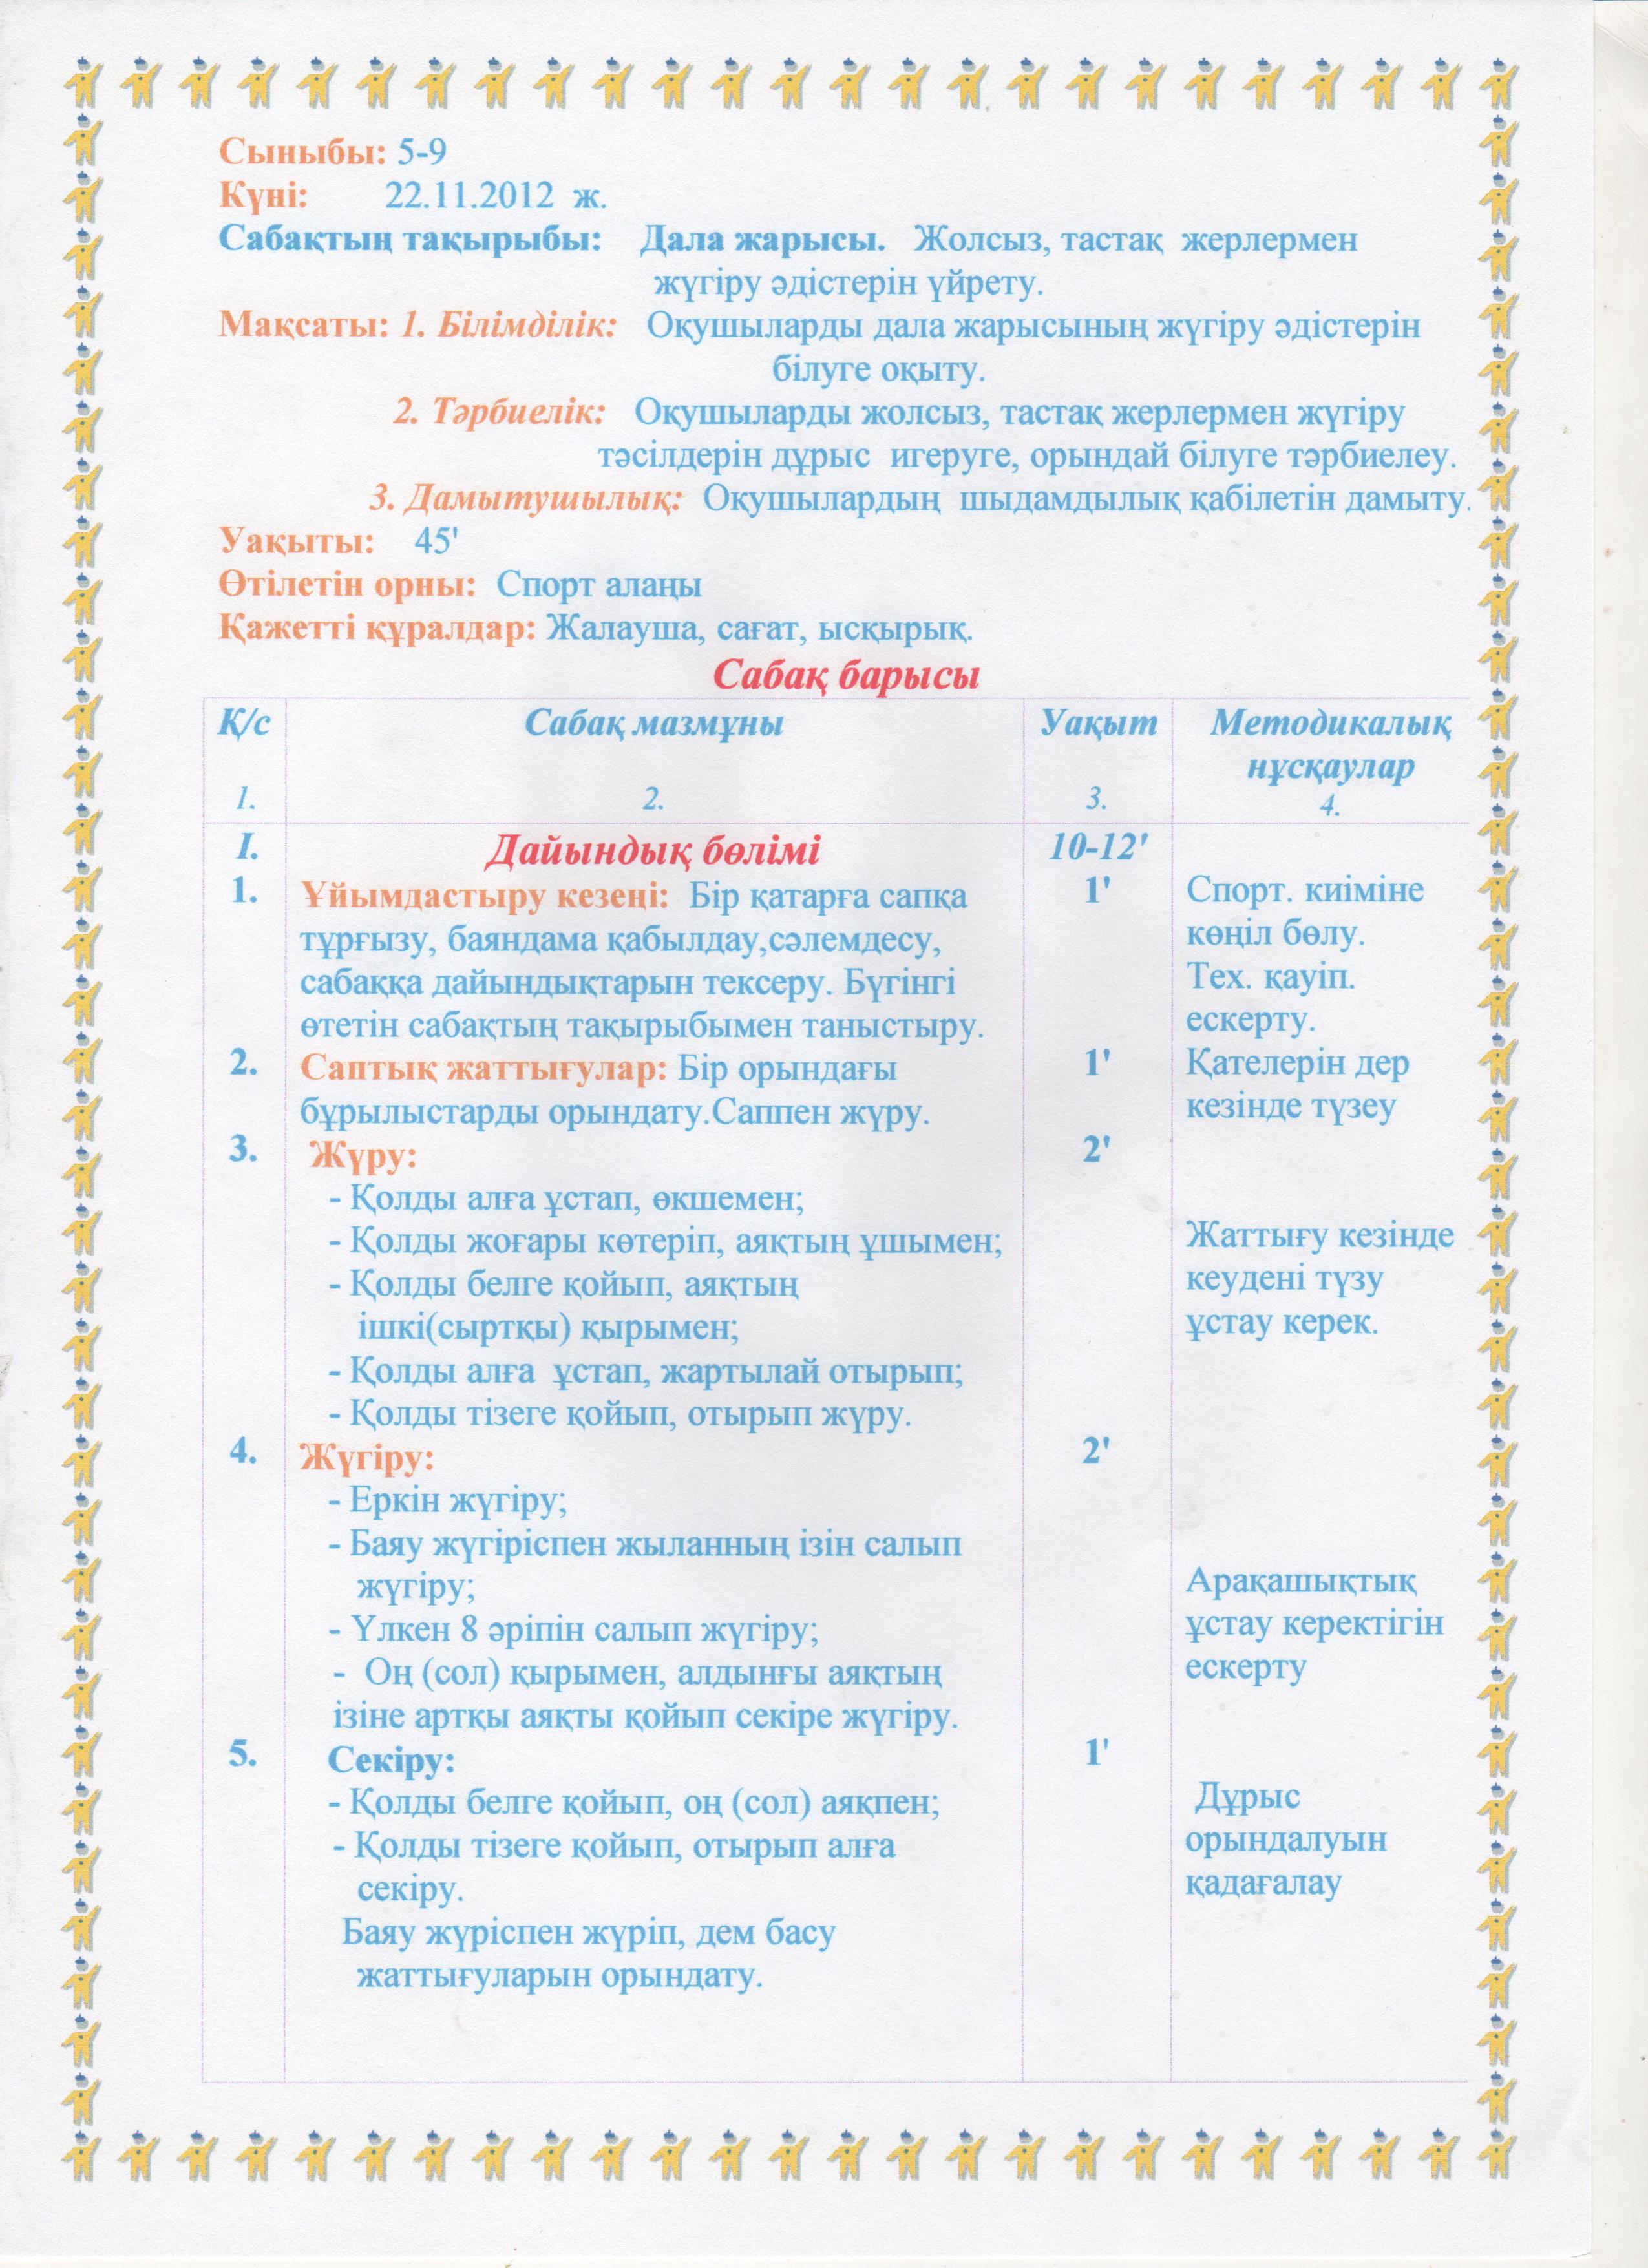 Сыныбы: 5-9
Күні: 22.11.2012 ж.
Сабақтың тақырыбы: Дала жарысы. Жолсыз, тастақ жерлермен
жүгіру әдістерін үйрету.
Мақсаты: 1. Білімділік: Оқушыларды дала жарысының жүгіру әдістерін
білуге оқыту.
2. Тәрбиелік: Оқушыларды жолсыз, тастақ жерлермен жүгіру
тәсілдерін дұрыс игеруге, орындай білуге тәрбиелеу.
3. Дамытушылық: Оқушылардың шыдамдылық қабілетін дамыту.
Уақыты: 45'
Өтілетін орны: Спорт алаңы
Қажетті құралдар: Жалауша, сағат, ысқырық.
Сабақ барысы
Қ/с Сабақ мазмұны Уақыт Методикалық
нұсқаулар
1. 2. 3. 4.
I. Дайындық бөлімі 10-12'
1. Ұйымдастыру кезеңі: Бір қатарға сапқа 1' Спорт. киіміне
тұрғызу, баяндама қабылдау,сәлемдесу, көңіл бөлу.
сабаққа дайындықтарын тексеру. Бүгінгі Тех. қауіп.
өтетін сабақтың тақырыбымен таныстыру. ескерту.
2. Саптық жаттығулар: Бір орындағы 1' Қателерін дер
бұрылыстарды орындату.Саппен жүру. кезінде түзеу
3. Жүру: 2'
- Қолды алға ұстап, өкшемен;
- Қолды жоғары көтеріп, аяқтың ұшымен; Жаттығу кезінде
- Қолды белге қойып, аяқтың кеудені түзу
ішкі(сыртқы) қырымен; ұстау керек.
- Қолды алға ұстап, жартылай отырып;
- Қолды тізеге қойып, отырып жүру.
4. Жүгіру: 2'
- Еркін жүгіру;
- Баяу жүгіріспен жыланның ізін салып
жүгіру; Арақашықтық
- Үлкен 8 әріпін салып жүгіру; ұстау керектігін
- Оң (сол) қырымен, алдынғы аяқтың ескерту
ізіне артқы аяқты қойып секіре жүгіру.
5. Секіру: 1'
- Қолды белге қойып, оң (сол) аяқпен; Дұрыс
- Қолды тізеге қойып, отырып алға орындалуын
секіру. қадағалау
Баяу жүріспен жүріп, дем басу
жаттығуларын орындату.